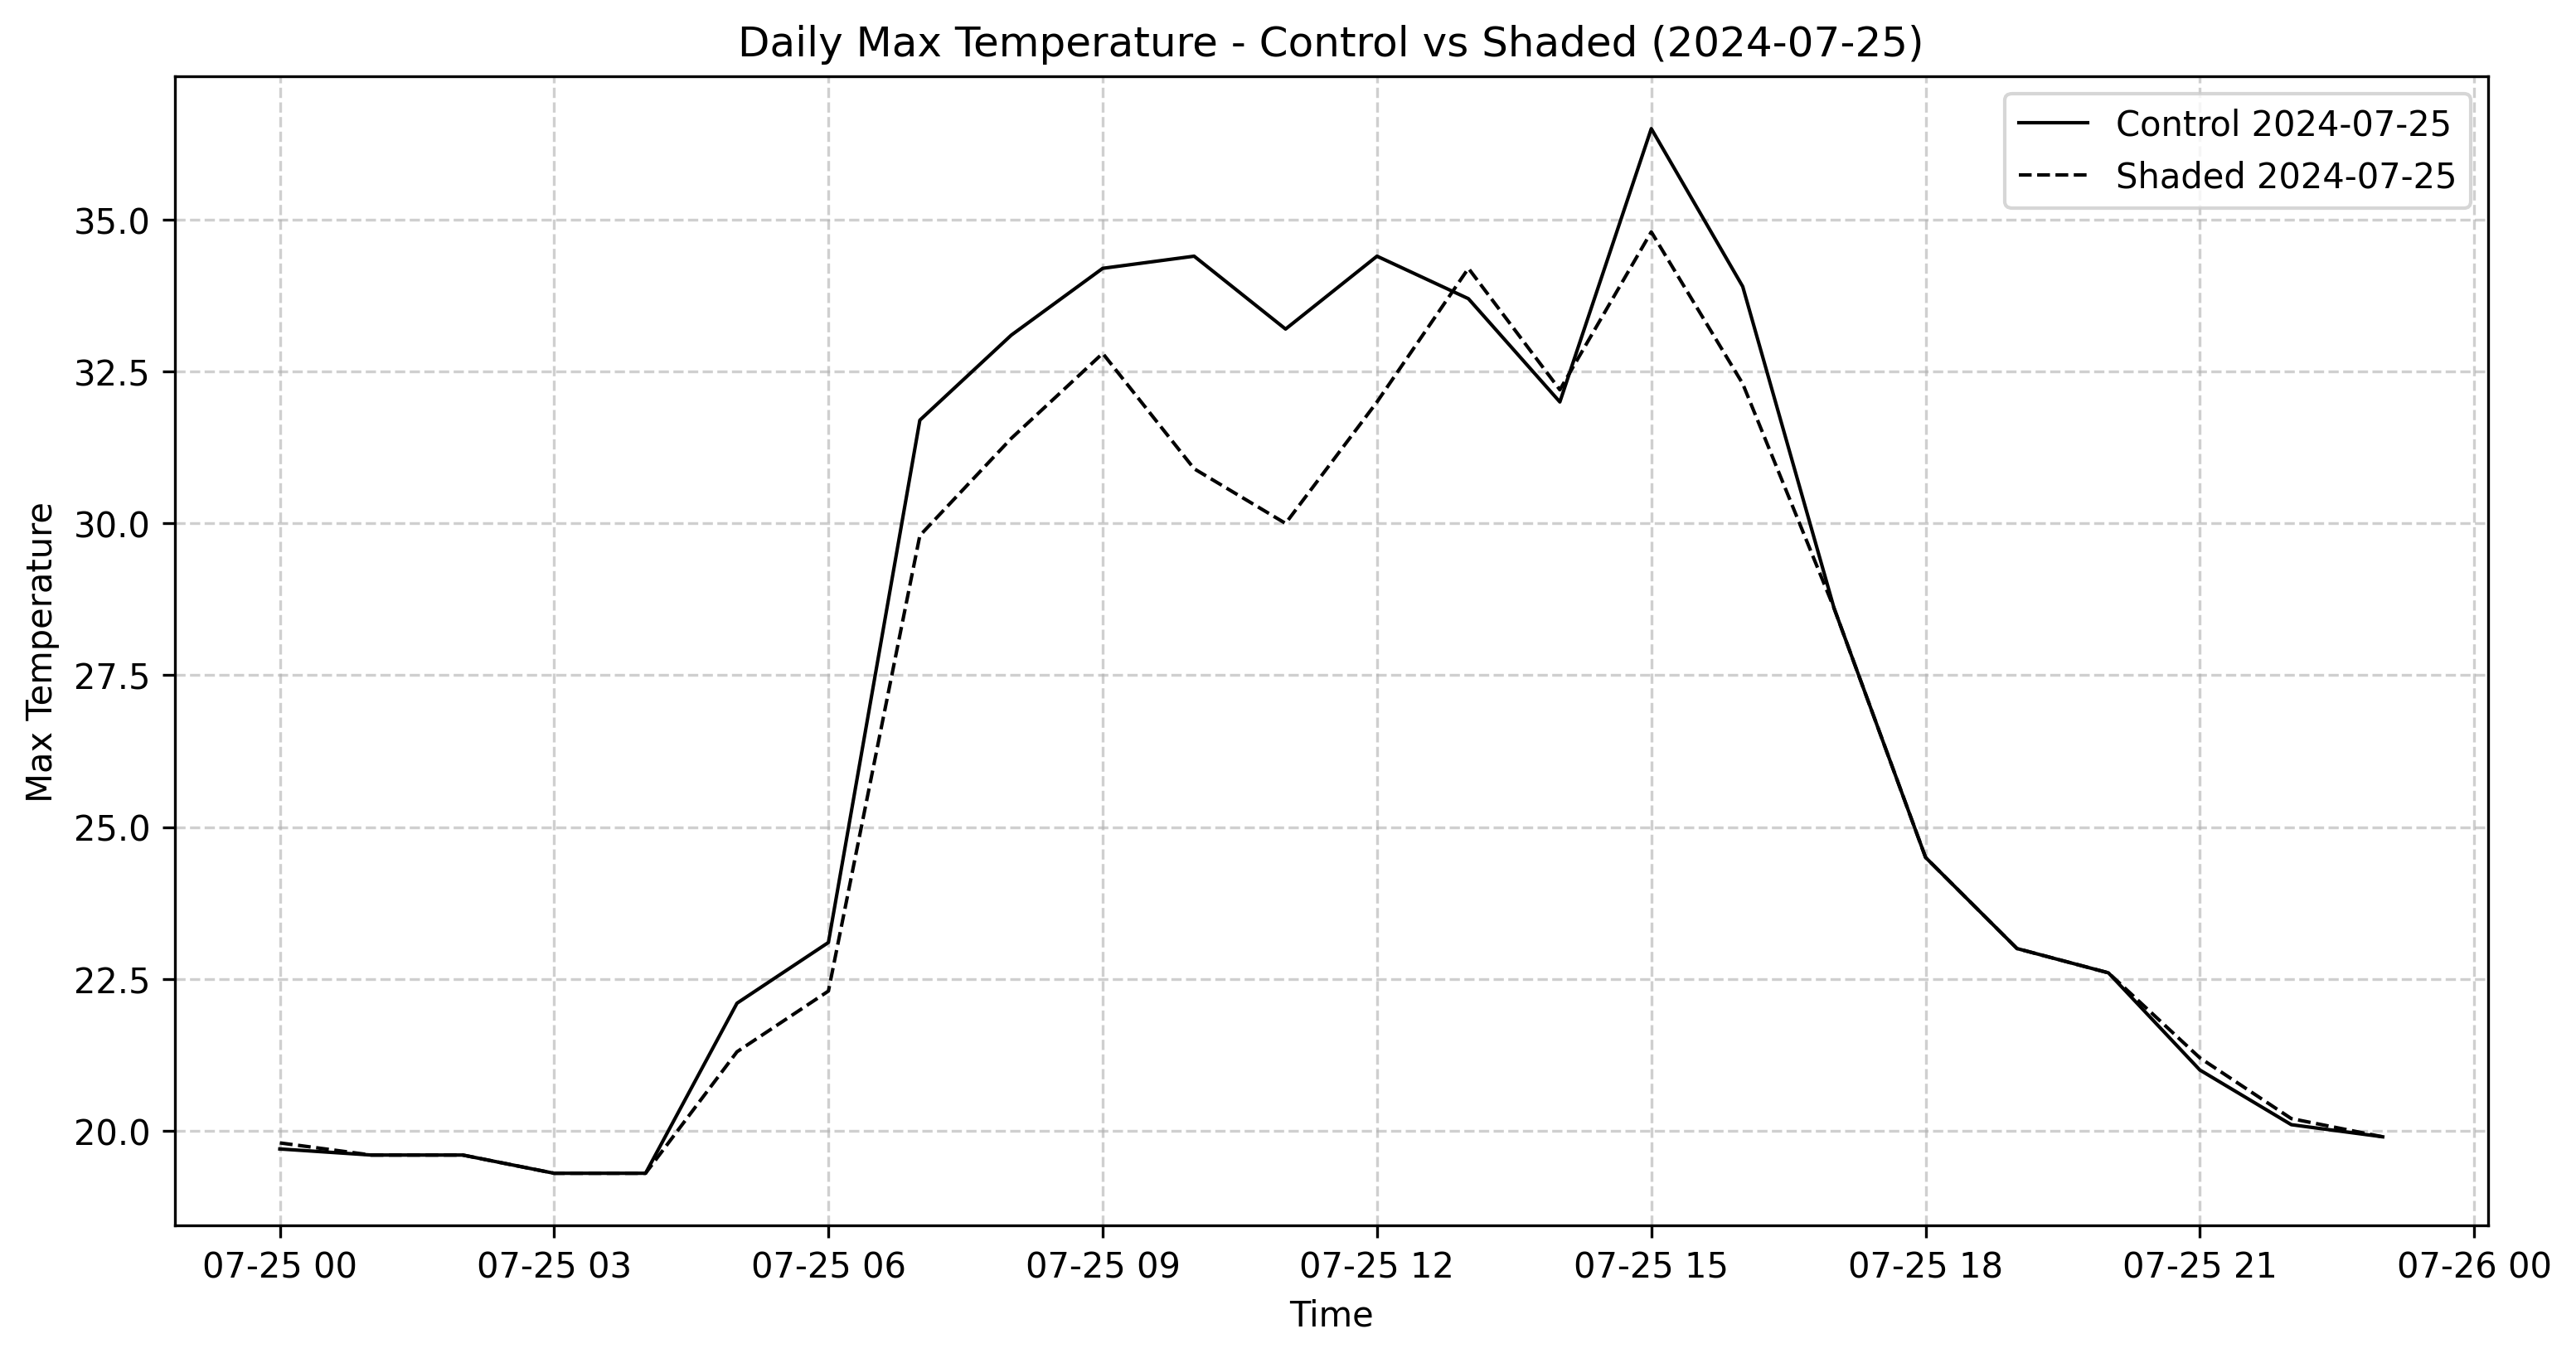 Daily Max Temperature - Control vs Shaded (2024-07-25)
Control 2024-07-25
Shaded 2024-07-25
Max Temperature
35.0
32.5
30.0
27.5
25.0
22.5
20.0
07-25 00 07-25 03 07-25 06 07-25 09 07-25 12 07-25 15 07-25 18 07-25 21 07-26 00
Time